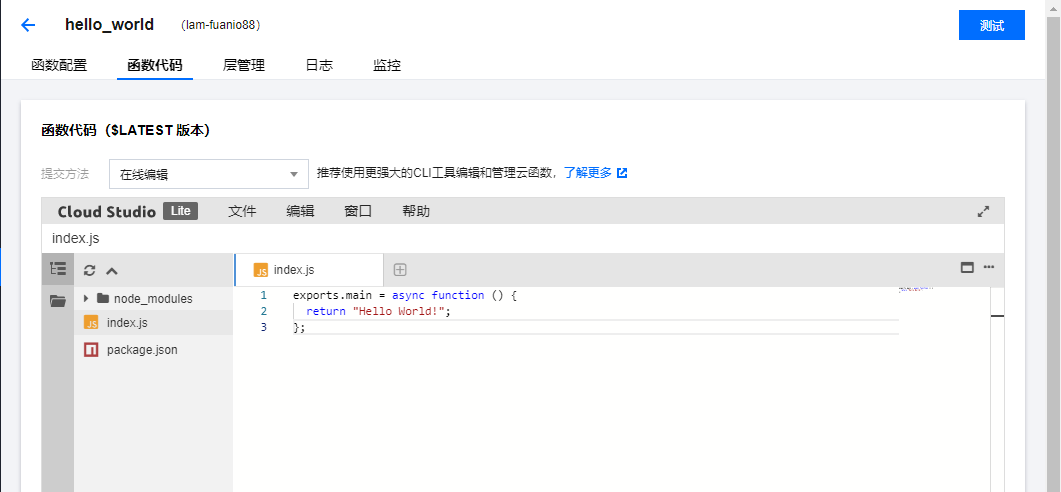 hello_world (lam-fuanio88)
测试
函数配置 函数代码 层管理 日志 监控
函数代码（$LATEST 版本）
提交方法 在线编辑 推荐使用更强大的CLI工具编辑和管理云函数，了解更多
Cloud Studio Lite 文件 编辑 窗口 帮助
index.js
index.js
node_modules
index.js
package.json
1 exports.main = async function () {
2 return "Hello World!";
3 };